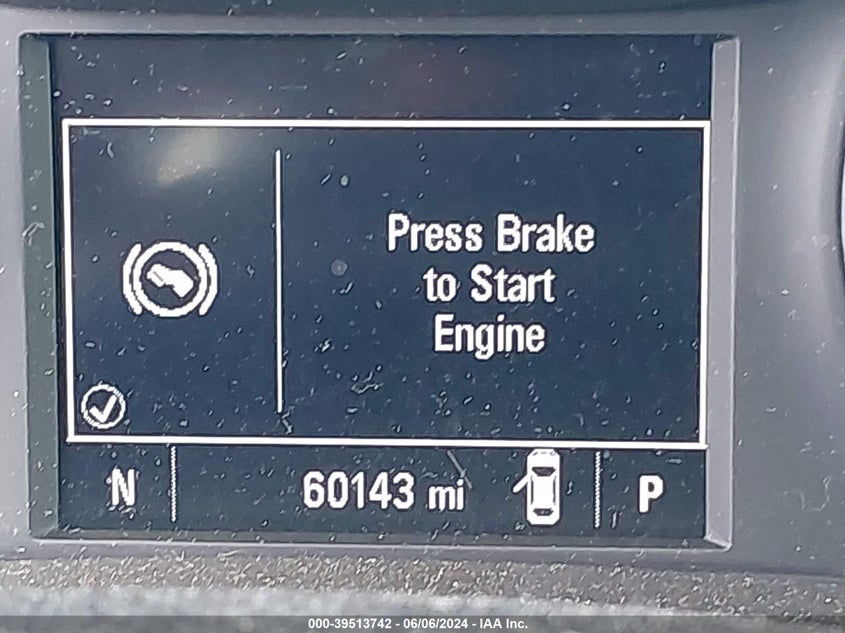 Press Brake
to Start
Engine
N 60143 mi P
000-39513742 - 06/06/2024 - IAA Inc.